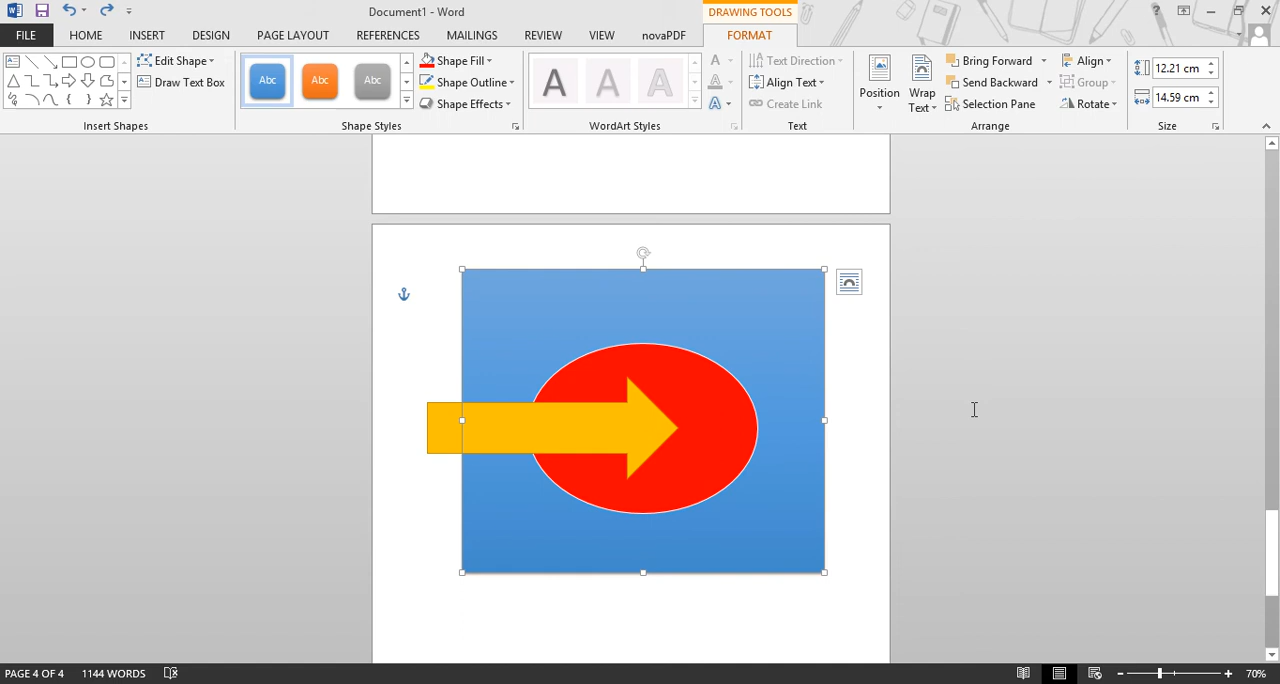 Document1 - Word
DRAWING TOOLS
?
FILE HOME INSERT DESIGN PAGE LAYOUT REFERENCES MAILINGS REVIEW VIEW novaPDF FORMAT
Edit Shape
Draw Text Box
Insert Shapes
Abc Abc Abc
Shape Fill
Shape Outline
Shape Effects
Shape Styles
A A A
A
A
A
WordArt Styles
Text Direction
Align Text
Create Link
Text
Position
Wrap
Text
Bring Forward
Send Backward
Selection Pane
Align
Group
Rotate
Arrange
12.21 cm
14.59 cm
Size
PAGE 4 OF 4 1144 WORDS
70%